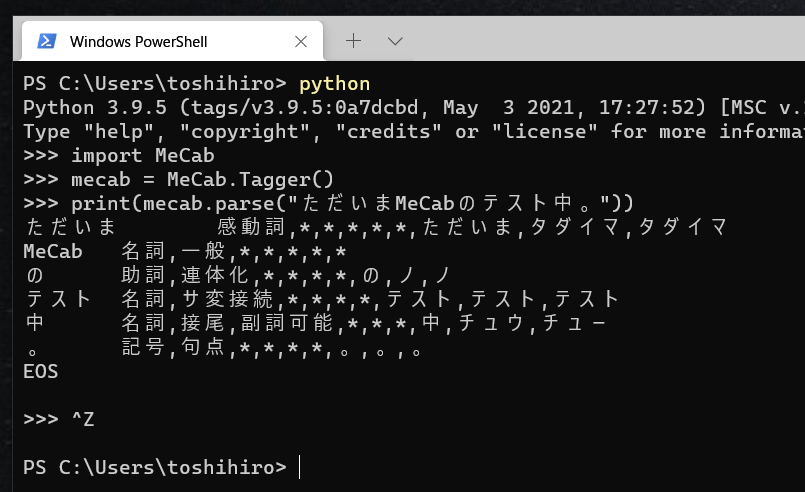 Windows PowerShell
PS C:\Users\toshihiro> python
Python 3.9.5 (tags/v3.9.5:0a7dcbd, May  3 2021, 17:27:52) [MSC v.
Type "help", "copyright", "credits" or "license" for more informa
>>> import MeCab
>>> mecab = MeCab.Tagger()
>>> print(mecab.parse("ただいまMeCabのテスト中。"))
ただいま        感動詞,*,*,*,*,*,ただいま,タダイマ,タダイマ
MeCab   名詞,一般,*,*,*,*,*
の      助詞,連体化,*,*,*,*,の,ノ,ノ
テスト  名詞,サ変接続,*,*,*,*,テスト,テスト,テスト
中      名詞,接尾,副詞可能,*,*,*,中,チュウ,チュー
。      記号,句点,*,*,*,*,。,。,。
EOS
>>> ^Z
PS C:\Users\toshihiro>